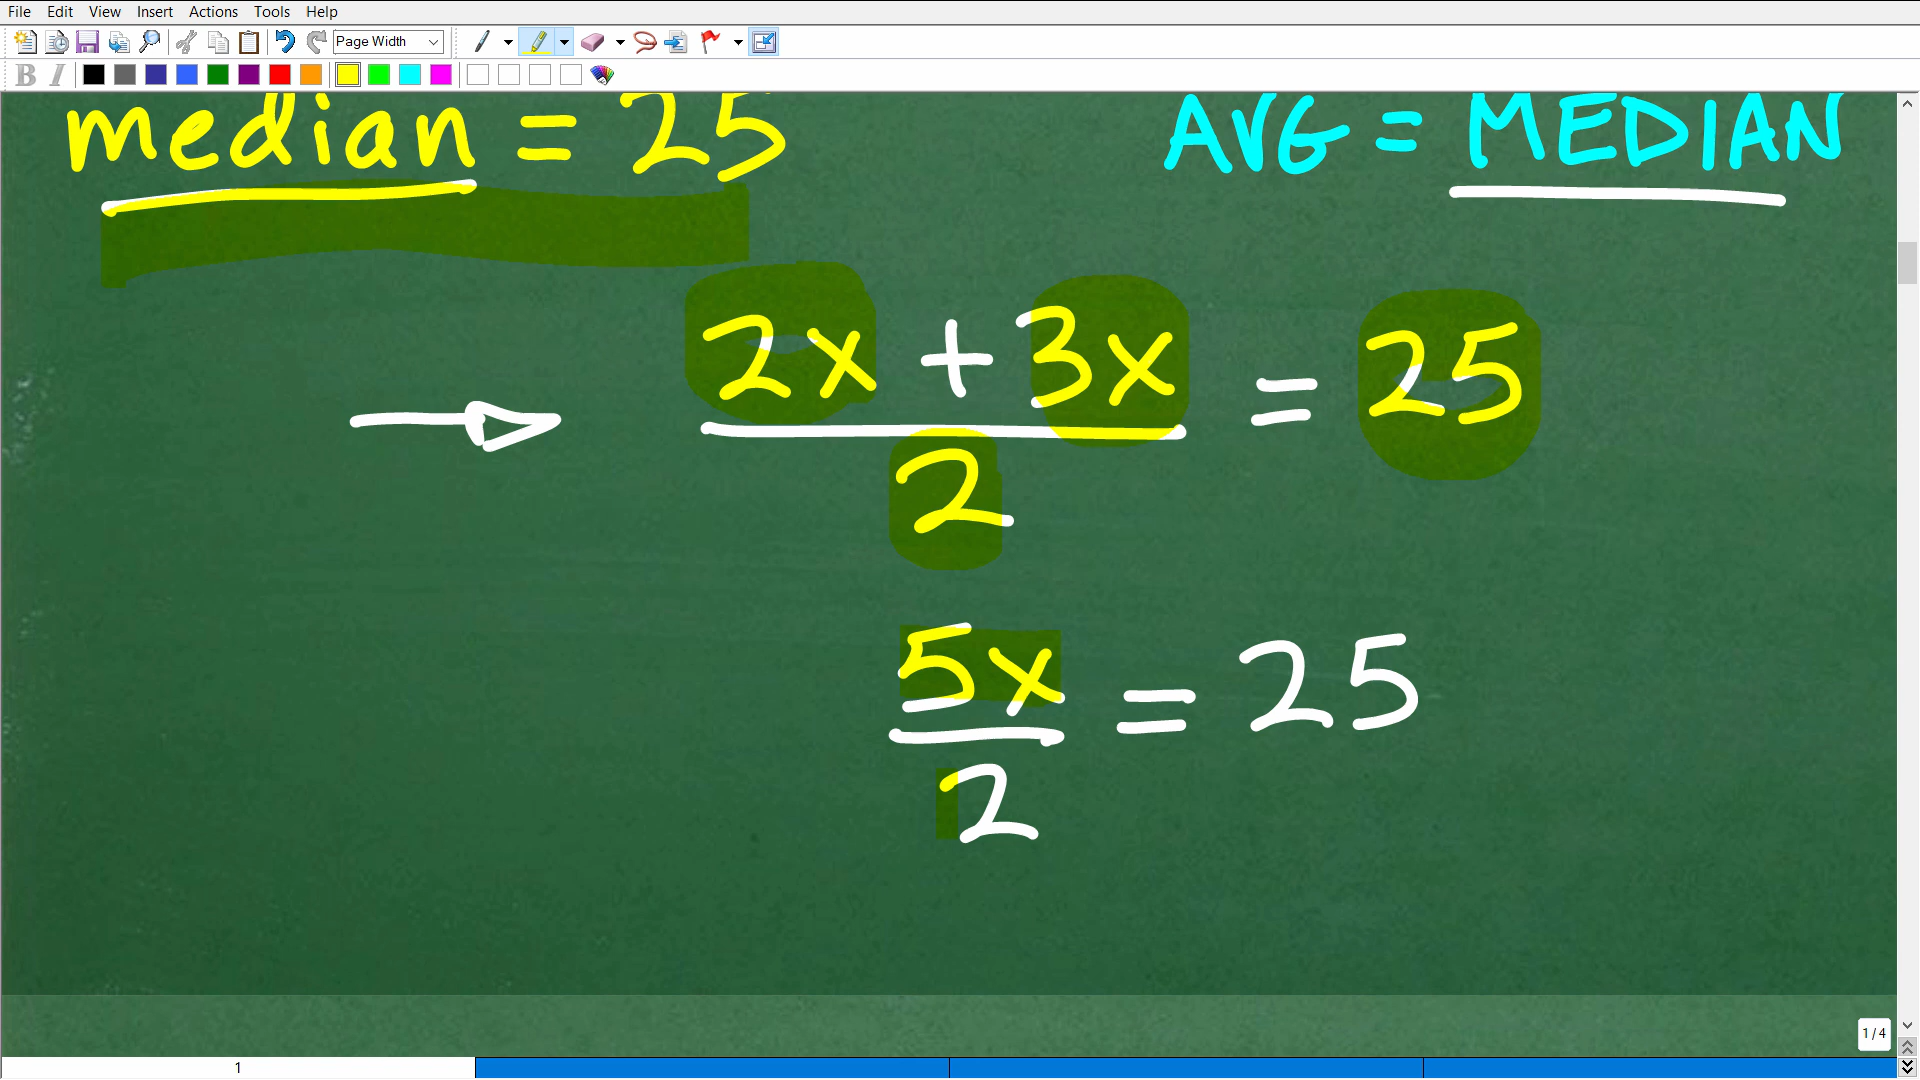 File Edit View Insert Actions Tools Help
Page Width
B I
median = 25
AVG = MEDIAN
2x + 3x = 25
2
5x = 25
2
1 / 4
1